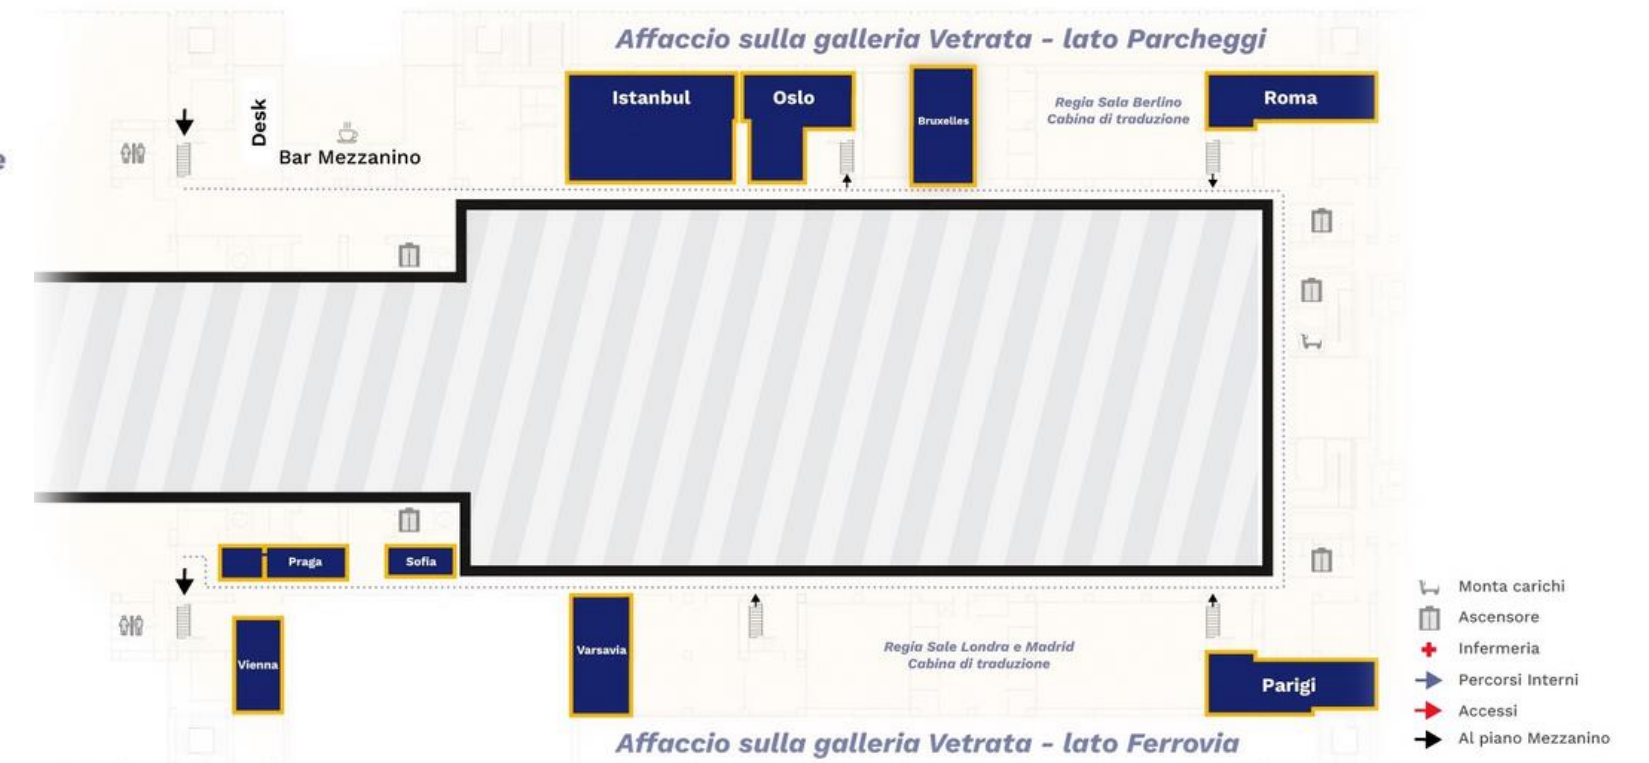 Affaccio sulla galleria Vetrata - lato Parcheggi
Istanbul
Oslo
Bruxelles
Regia Sala Berlino
Cabina di traduzione
Roma
Desk
Bar Mezzanino
e
Praga
Sofia
Vienna
Varsavia
Regia Sale Londra e Madrid
Cabina di traduzione
Parigi
Affaccio sulla galleria Vetrata - lato Ferrovia
Monta carichi
Ascensore
Infermeria
Percorsi Interni
Accessi
Al piano Mezzanino